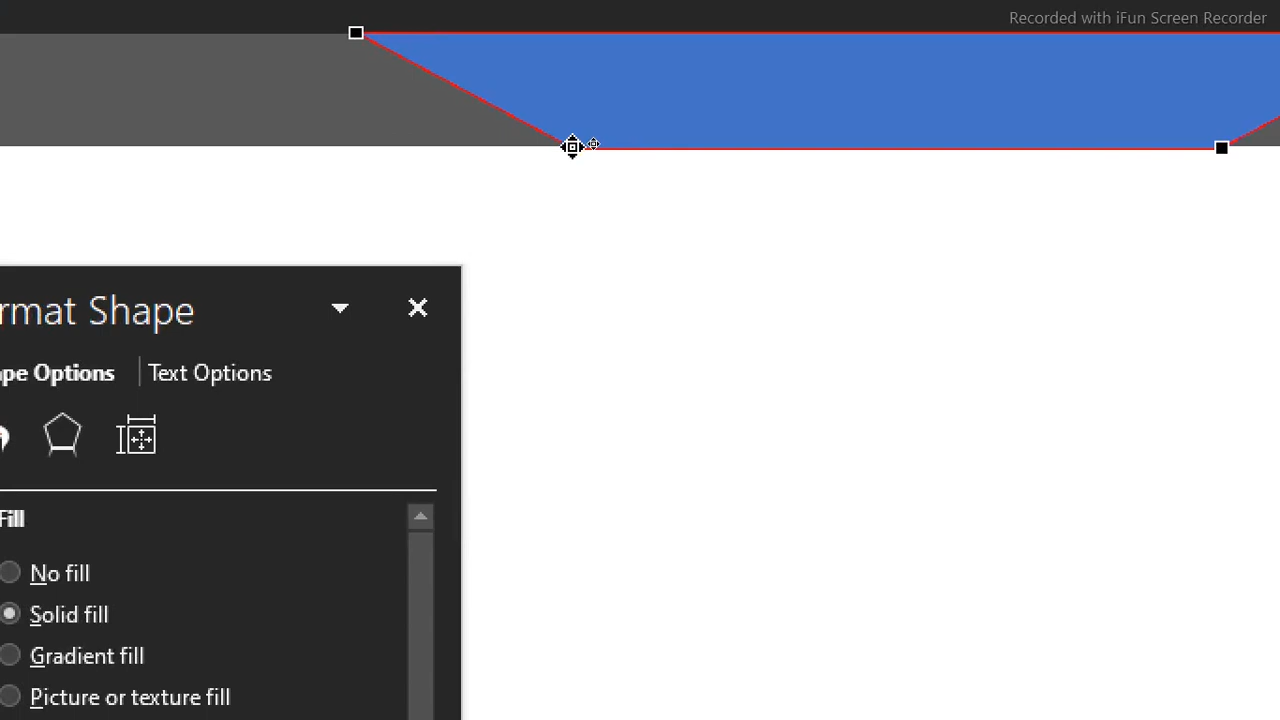 Recorded with iFun Screen Recorder
rmat Shape
pe Options
Text Options
Fill
No fill
Solid fill
Gradient fill
Picture or texture fill